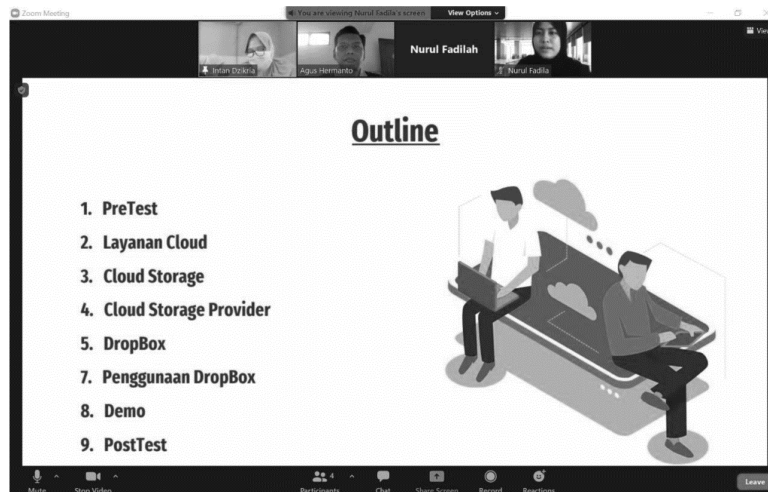 Zoom Meeting
You are viewing Nurul Fadila's screen
View Options
View
Intan Dzikria
Agus Hermanto
Nurul Fadilah
Nurul Fadila
Outline
1. PreTest
2. Layanan Cloud
3. Cloud Storage
4. Cloud Storage Provider
5. DropBox
7. Penggunaan DropBox
8. Demo
9. PostTest
4
Mute
Stop Video
Participants
Chat
Share Screen
Record
Reactions
Leave